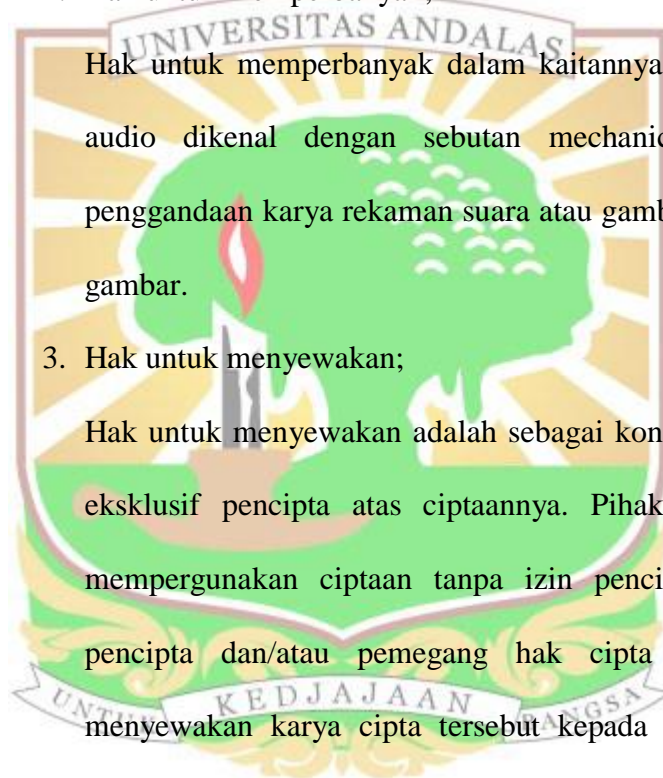 UNIVERSITAS ANDALAS
Hak untuk memperbanyak dalam kaitannya
audio dikenal dengan sebutan mechanic
penggandaan karya rekaman suara atau gamb
gambar.
3. Hak untuk menyewakan;
Hak untuk menyewakan adalah sebagai kon
eksklusif pencipta atas ciptaannya. Pihak
mempergunakan ciptaan tanpa izin penci
pencipta dan/atau pemegang hak cipta
UNTUK KEDJAJAAN BANGSA
menyewakan karya cipta tersebut kepada